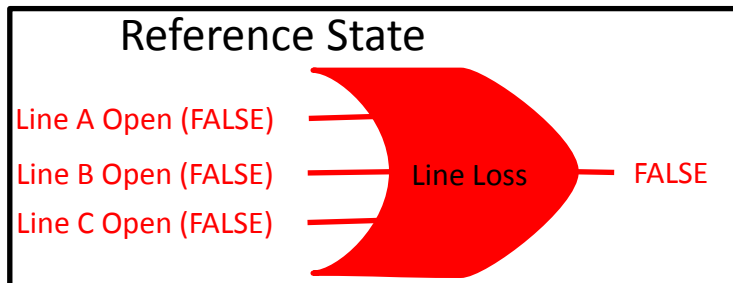 Reference State
Line A Open (FALSE)
Line B Open (FALSE)
Line C Open (FALSE)
Line Loss
FALSE